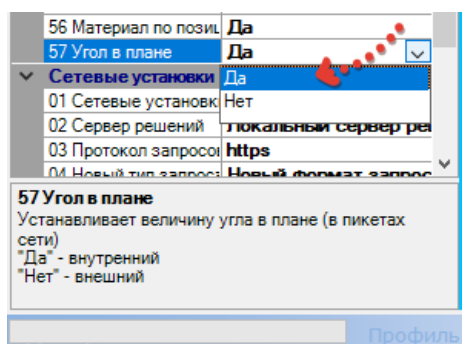 56 Материал по позиц Да
57 Угол в плане Да
Сетевые установки Да
01 Сетевые установк Нет
02 Сервер решений Локальный сервер рег
03 Протокол запросо https
04 Новый тип запрос Новый формат запрос
57 Угол в плане
Устанавливает величину угла в плане (в пикетах
сети)
"Да" - внутренний
"Нет" - внешний
Профиль